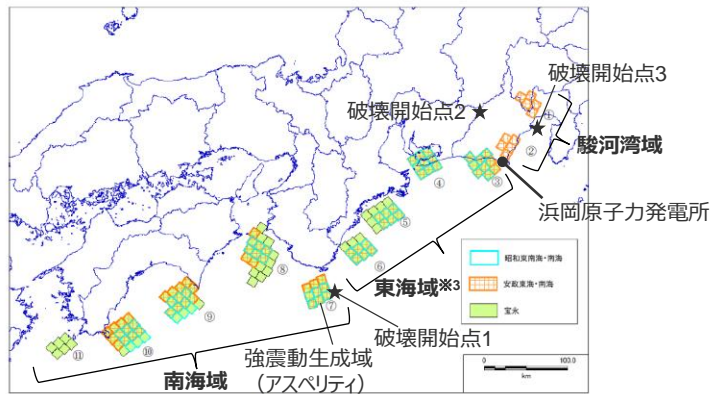 破壊開始点3
破壊開始点2
①
②
駿河湾域
③
④
浜岡原子力発電所
⑤
⑥
東海域※3
昭和東南海・南海
安政東海・南海
宝永
⑦
⑧
破壊開始点1
⑨
⑩
⑪
強震動生成域
(アスペリティ)
南海域
0 100.0
km